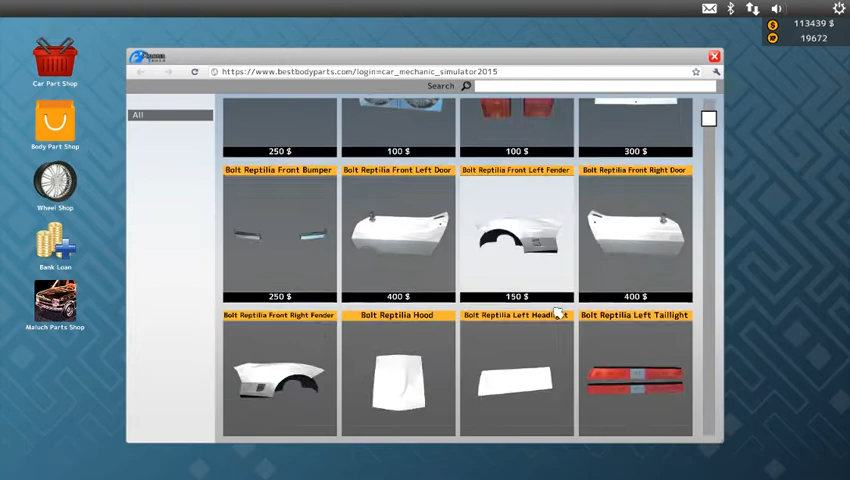 113439 $
19672
https://www.bestbodyparts.com/login=car_mechanic_simulator2015
Search
All
Car Part Shop
Body Part Shop
Wheel Shop
Bank Loan
Maluch Parts Shop
250 $
100 $
100 $
300 $
Bolt Reptilia Front Bumper
Bolt Reptilia Front Left Door
Bolt Reptilia Front Left Fender
Bolt Reptilia Front Right Door
250 $
400 $
150 $
400 $
Bolt Reptilia Front Right Fender
Bolt Reptilia Hood
Bolt Reptilia Left
Bolt Reptilia Left Taillight